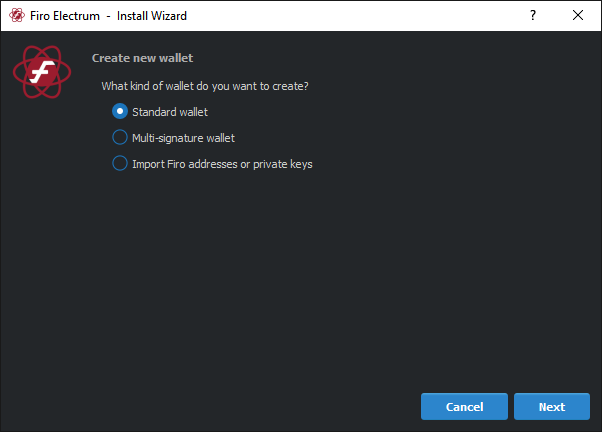 Firo Electrum - Install Wizard
Create new wallet
What kind of wallet do you want to create?
Standard wallet
Multi-signature wallet
Import Firo addresses or private keys
Cancel Next